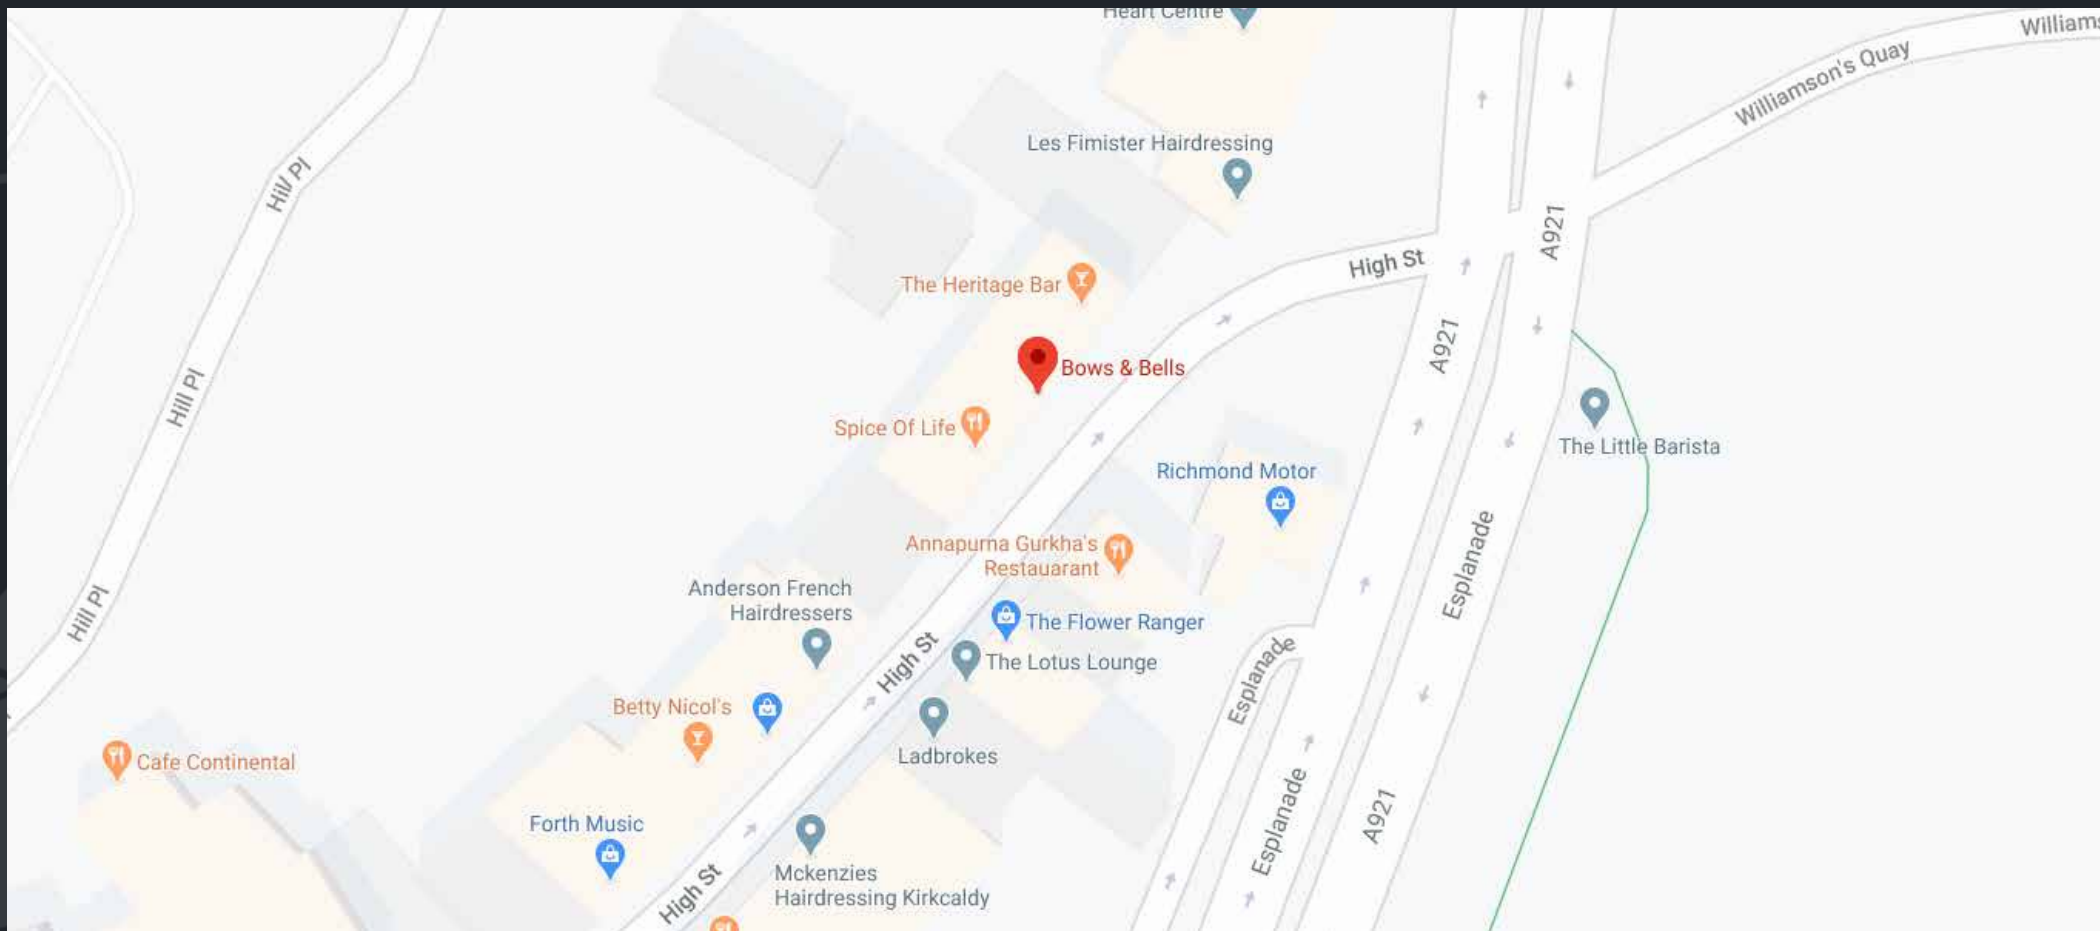 Heart Centre
Williams
Williamson's Quay
Les Fimister Hairdressing
Hill Pl
A921
High St
The Heritage Bar
A921
Bows & Bells
Hill Pl
Spice Of Life
The Little Barista
Richmond Motor
Annapurna Gurkha's
Restauarant
Esplanade
Anderson French
Hairdressers
Hill Pl
The Flower Ranger
High St
The Lotus Lounge
Esplanade
Betty Nicol's
Ladbrokes
Cafe Continental
Esplanade
A921
Forth Music
Mckenzies
Hairdressing Kirkcaldy
High St